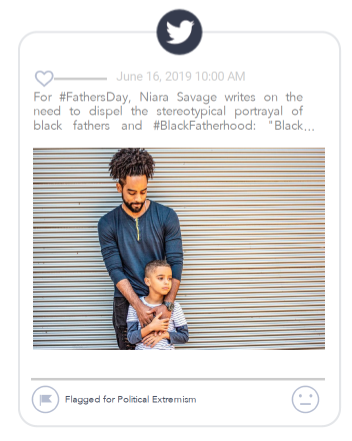 June 16, 2019 10:00 AM
For #FathersDay, Niara Savage writes on the
need to dispel the stereotypical portrayal of
black fathers and #BlackFatherhood: "Black...
Flagged for Political Extremism